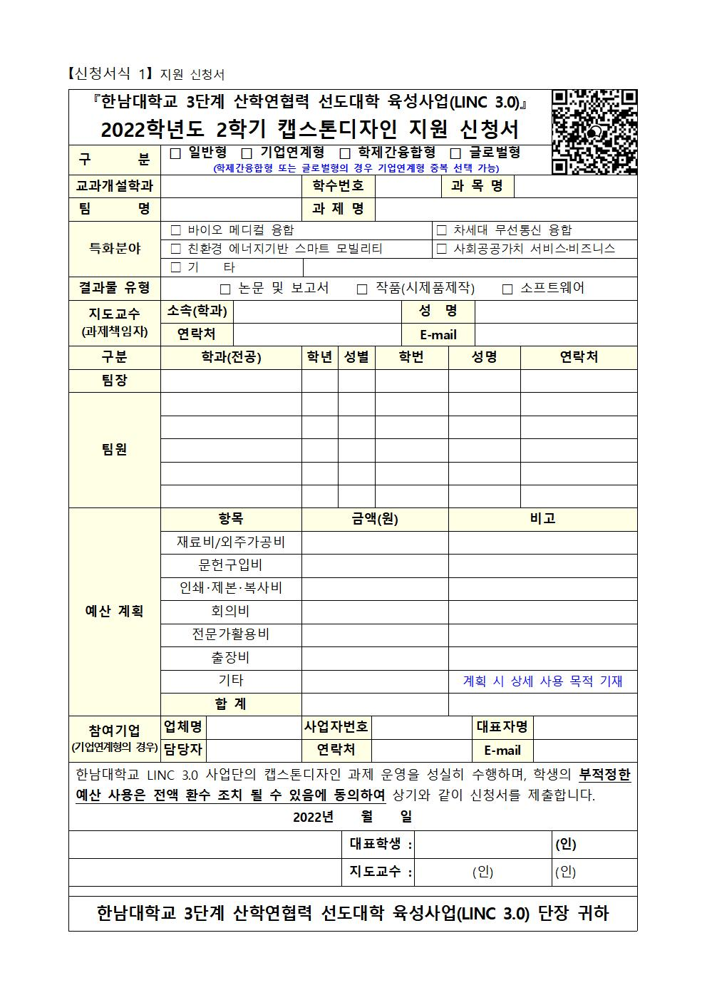 【신청서식 1】 지원 신청서
『한남대학교 3단계 산학연협력 선도대학 육성사업(LINC 3.0)』
2022학년도 2학기 캡스톤디자인 지원 신청서
구 분 □ 일반형 □ 기업연계형 □ 학제간융합형 □ 글로벌형
(학제간융합형 또는 글로벌형의 경우 기업연계형 중복 선택 가능)
교과개설학과 학수번호 과 목 명
팀 명 과 제 명
특화분야
□ 바이오 메디컬 융합 □ 차세대 무선통신 융합
□ 친환경 에너지기반 스마트 모빌리티 □ 사회공공가치 서비스·비즈니스
□ 기 타
결과물 유형 □ 논문 및 보고서 □ 작품(시제품제작) □ 소프트웨어
지도교수
(과제책임자)
소속(학과) 성 명
연락처 E-mail
구분 학과(전공) 학년 성별 학번 성명 연락처
팀장
팀원
예산 계획
항목 금액(원) 비고
재료비/외주가공비
문헌구입비
인쇄·제본·복사비
회의비
전문가활용비
출장비
기타 계획 시 상세 사용 목적 기재
합 계
참여기업
(기업연계형의 경우)
업체명 사업자번호 대표자명
담당자 연락처 E-mail
한남대학교 LINC 3.0 사업단의 캡스톤디자인 과제 운영을 성실히 수행하며, 학생의 부적정한
예산 사용은 전액 환수 조치 될 수 있음에 동의하여 상기와 같이 신청서를 제출합니다.
2022년 월 일
대표학생 : (인)
지도교수 : (인) (인)
한남대학교 3단계 산학연협력 선도대학 육성사업(LINC 3.0) 단장 귀하